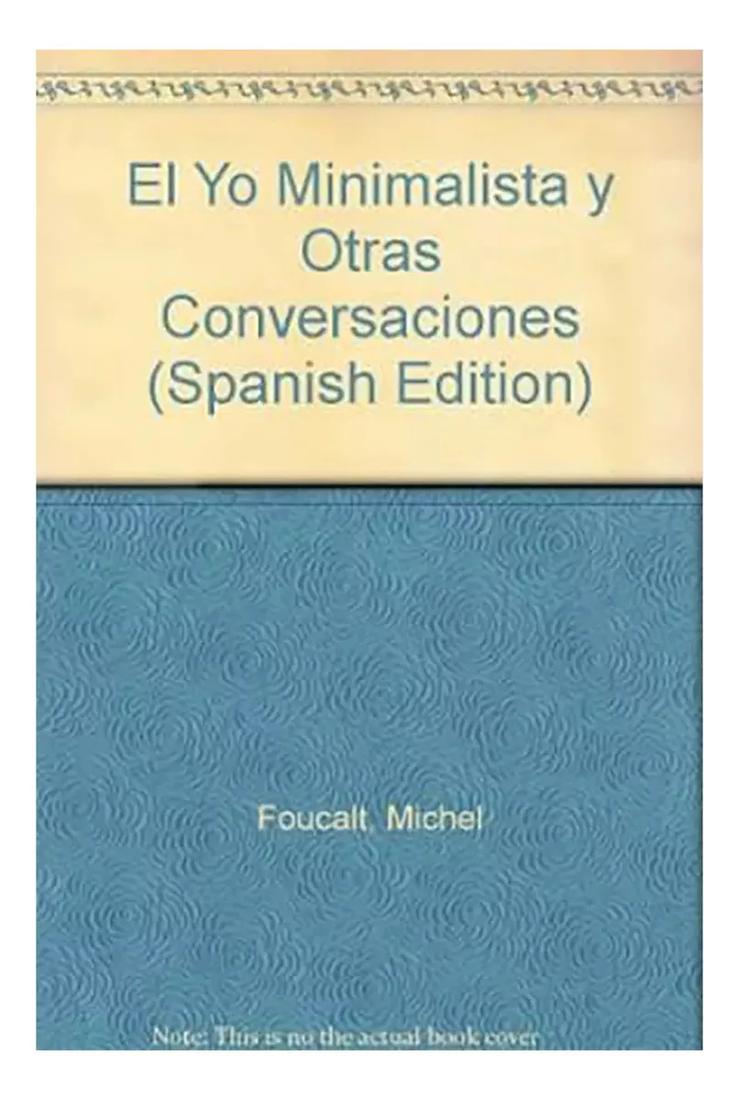 El Yo Minimalista y
Otras
Conversaciones
(Spanish Edition)
Foucalt, Michel
Note: This is no the actual book cover